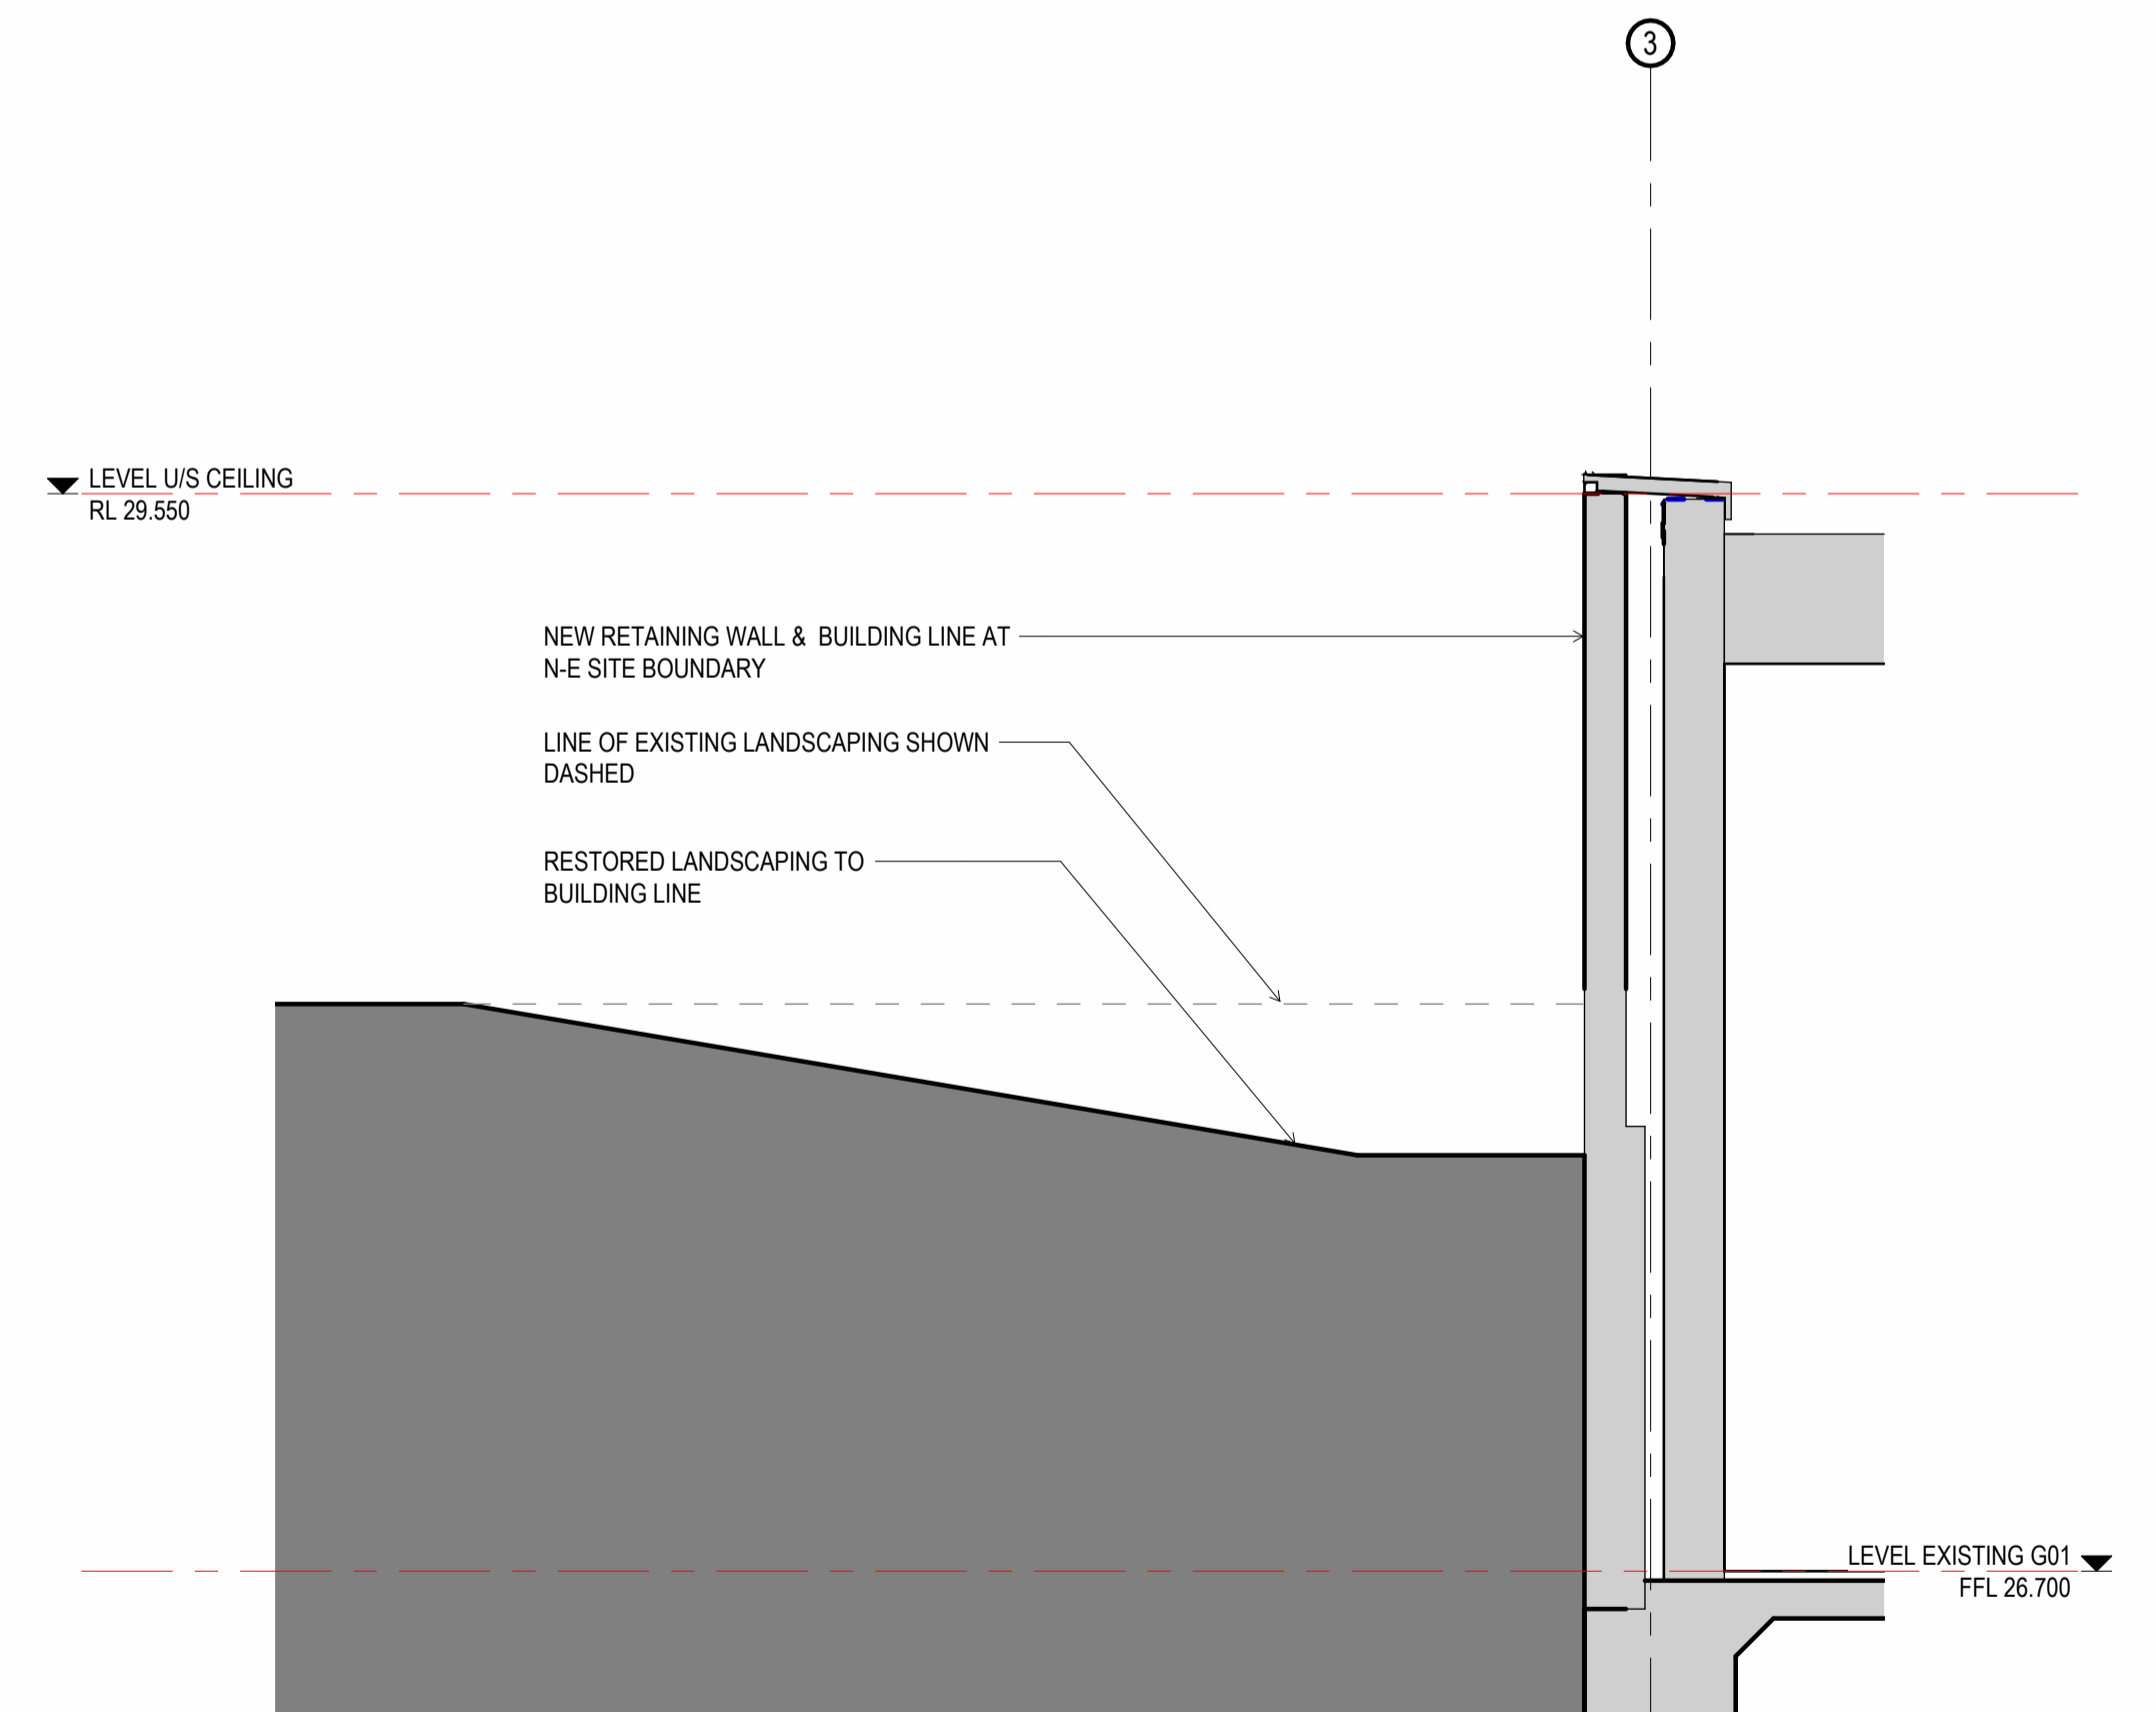 3
LEVEL U/S CEILING
RL 29.550
NEW RETAINING WALL &  BUILDING LINE AT
N-E SITE BOUNDARY
LINE OF EXISTING LANDSCAPING SHOWN
DASHED
RESTORED LANDSCAPING TO
BUILDING LINE
LEVEL EXISTING G01
FFL 26.700